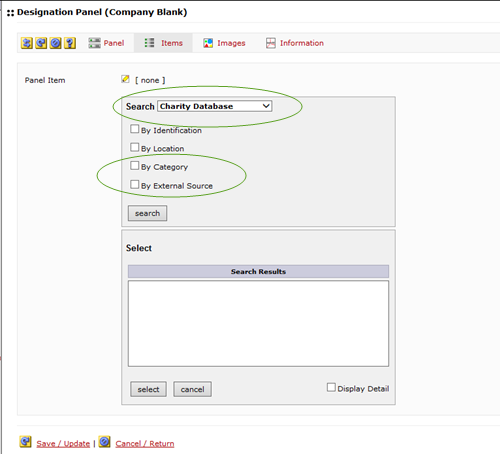 Designation Panel (Company Blank)
Panel Items Images Information
Panel Item [ none ]
Search Charity Database
By Identification
By Location
By Category
By External Source
search
Select
Search Results
select cancel Display Detail
Save / Update | Cancel / Return